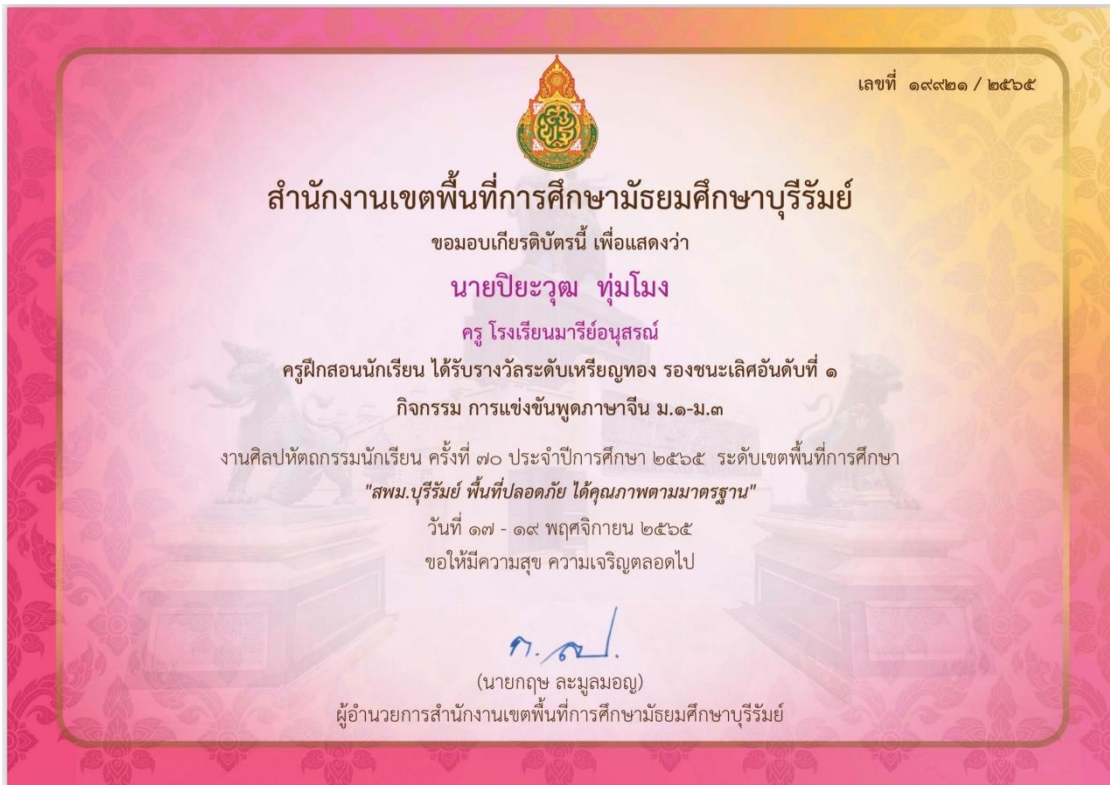 เลขที่ ๑๙๙๒๑ / ๒๕๖๕
สำนักงานเขตพื้นที่การศึกษามัธยมศึกษาบุรีรัมย์
ขอมอบเกียรติบัตรนี้ เพื่อแสดงว่า
นายปิยะวุฒ ทุ่มโมง
ครู โรงเรียนมารีย์อนุสรณ์
ครูฝึกสอนนักเรียน ได้รับรางวัลระดับเหรียญทอง รองชนะเลิศอันดับที่ ๑
กิจกรรม การแข่งขันพูดภาษาจีน ม.๑-ม.๓
งานศิลปหัตถกรรมนักเรียน ครั้งที่ ๗๐ ประจำปีการศึกษา ๒๕๖๕ ระดับเขตพื้นที่การศึกษา
"สพม.บุรีรัมย์ พื้นที่ปลอดภัย ได้คุณภาพตามมาตรฐาน"
วันที่ ๑๗ - ๑๙ พฤศจิกายน ๒๕๖๕
ขอให้มีความสุข ความเจริญตลอดไป
(นายกฤษ ละมูลมอญ)
ผู้อำนวยการสำนักงานเขตพื้นที่การศึกษามัธยมศึกษาบุรีรัมย์